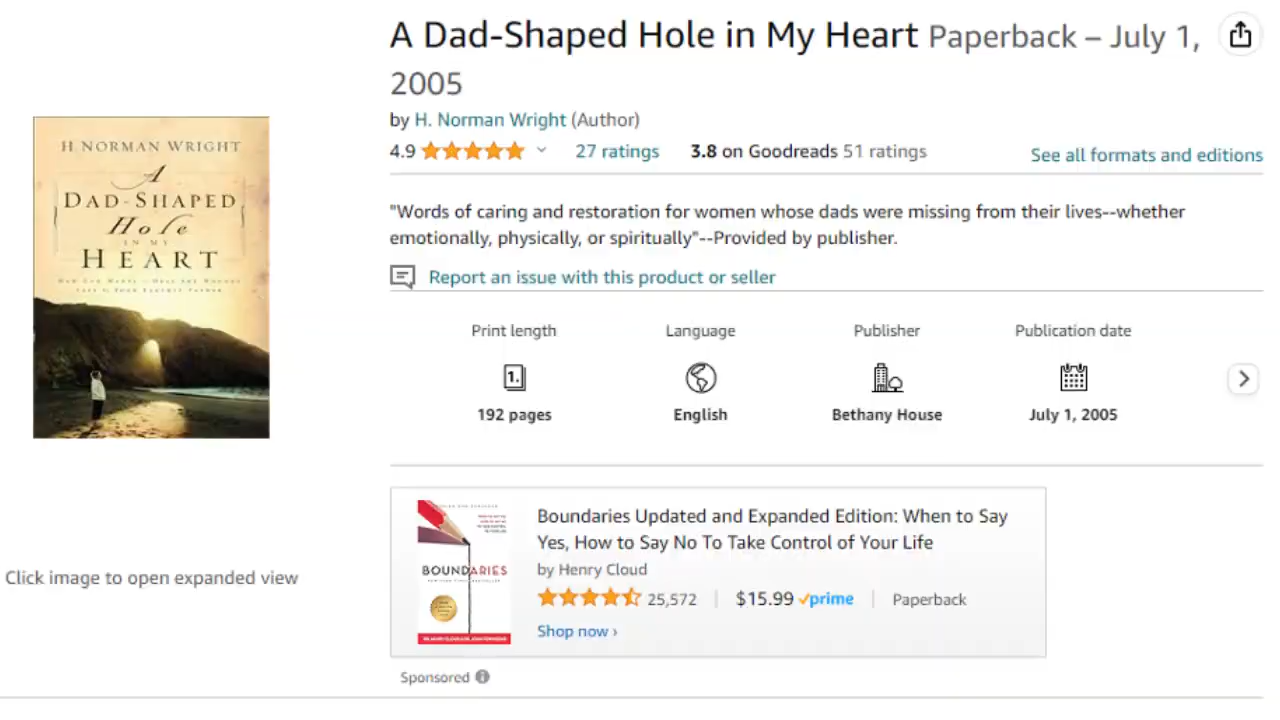 A Dad-Shaped Hole in My Heart Paperback – July 1,
2005
by H. Norman Wright (Author)
4.9 27 ratings 3.8 on Goodreads 51 ratings See all formats and editions
"Words of caring and restoration for women whose dads were missing from their lives--whether
emotionally, physically, or spiritually"--Provided by publisher.
Report an issue with this product or seller
H. NORMAN WRIGHT
A
DAD-SHAPED
Hole
IN MY
HEART
Click image to open expanded view
Print length Language Publisher Publication date
1.
192 pages English Bethany House July 1, 2005
BOUNDARIES
Boundaries Updated and Expanded Edition: When to Say
Yes, How to Say No To Take Control of Your Life
by Henry Cloud
25,572 | $15.99 prime | Paperback
Shop now ›
Sponsored